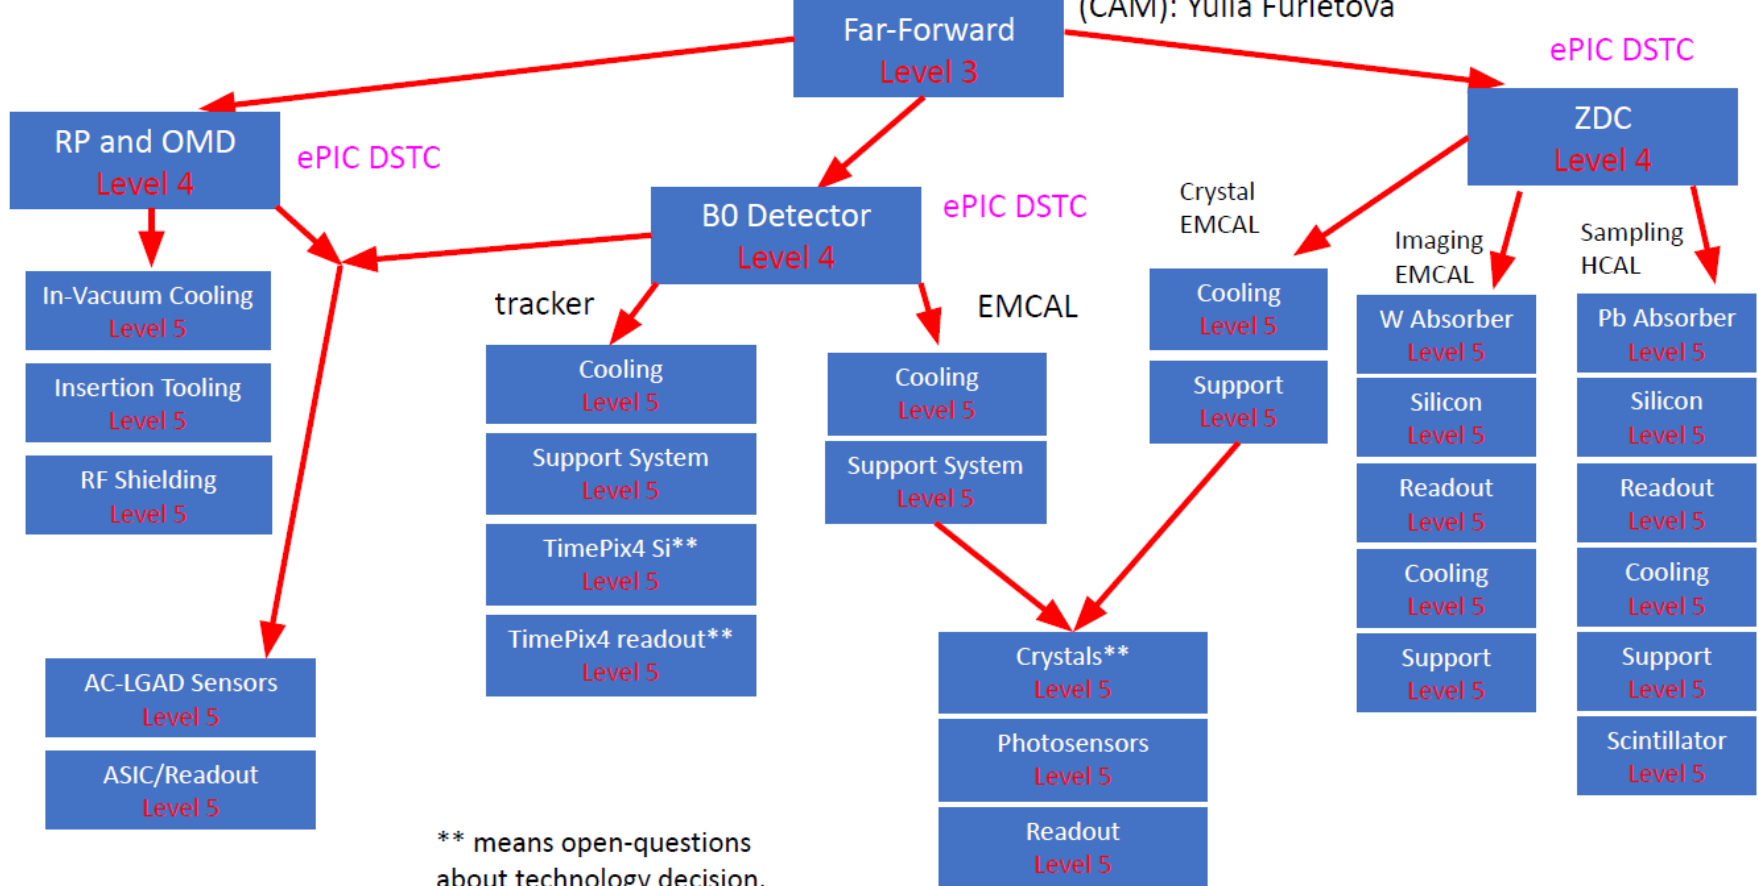 (CAM): Yulia Furletova
Far-Forward
Level 3
ePIC DSTC
RP and OMD
Level 4
ePIC DSTC
ZDC
Level 4
B0 Detector
Level 4
ePIC DSTC
Crystal
EMCAL
Imaging
EMCAL
Sampling
HCAL
In-Vacuum Cooling
Level 5
Insertion Tooling
Level 5
RF Shielding
Level 5
AC-LGAD Sensors
Level 5
ASIC/Readout
Level 5
tracker
Cooling
Level 5
Support System
Level 5
TimePix4 Si**
Level 5
TimePix4 readout**
Level 5
EMCAL
Cooling
Level 5
Support System
Level 5
Cooling
Level 5
Support
Level 5
Crystals**
Level 5
Photosensors
Level 5
Readout
Level 5
W Absorber
Level 5
Silicon
Level 5
Readout
Level 5
Cooling
Level 5
Support
Level 5
Pb Absorber
Level 5
Silicon
Level 5
Readout
Level 5
Cooling
Level 5
Support
Level 5
Scintillator
Level 5
** means open-questions
about technology decision.